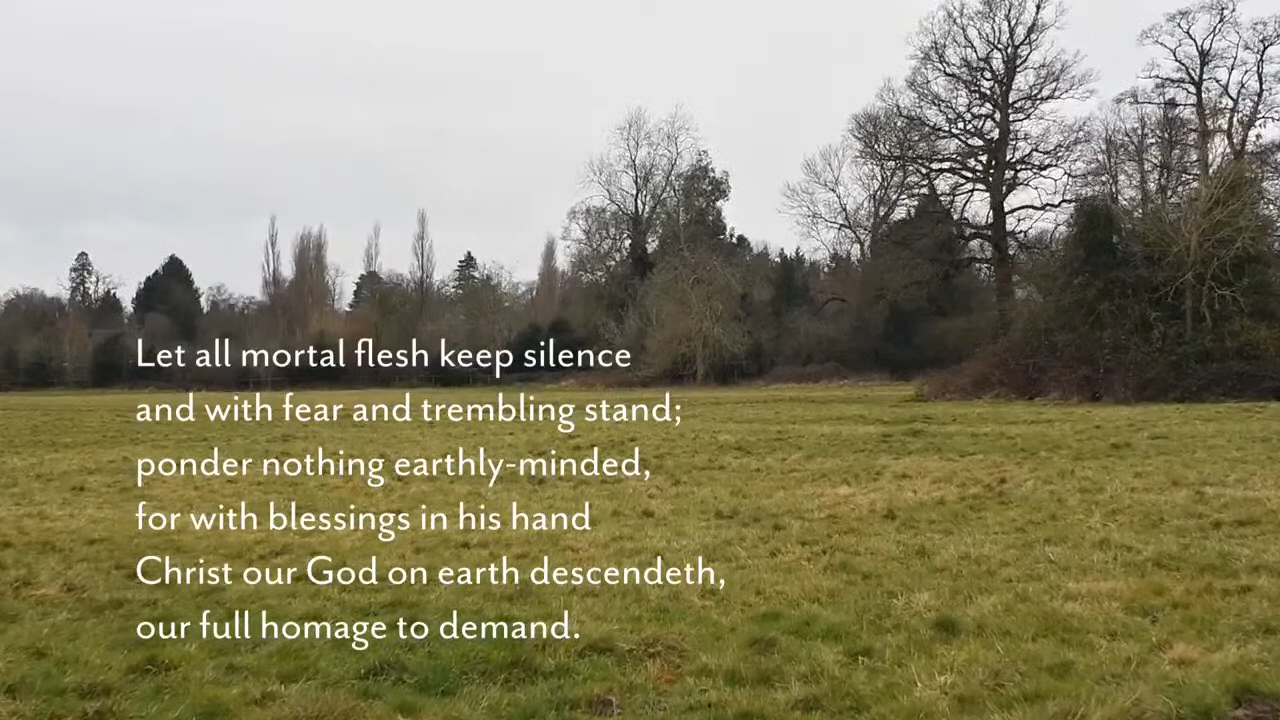 Let all mortal flesh keep silence
and with fear and trembling stand;
ponder nothing earthly-minded,
for with blessings in his hand
Christ our God on earth descendeth,
our full homage to demand.